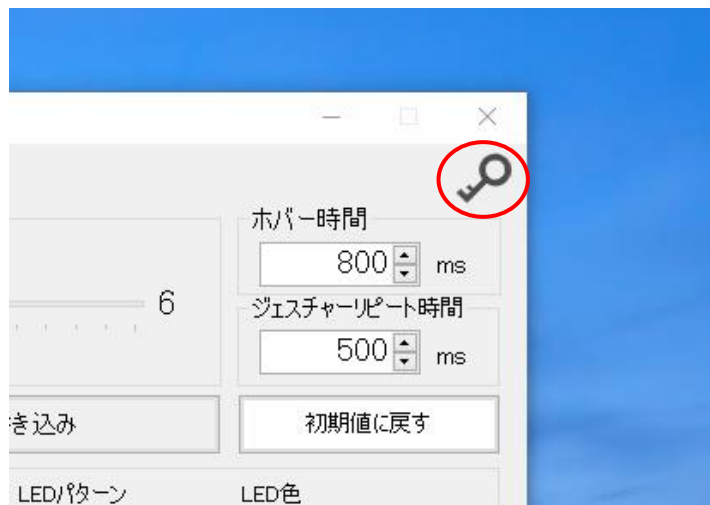 ホバー時間
800 ms
6
ジェスチャーリピート時間
500 ms
き込み
初期値に戻す
LEDパターン
LED色